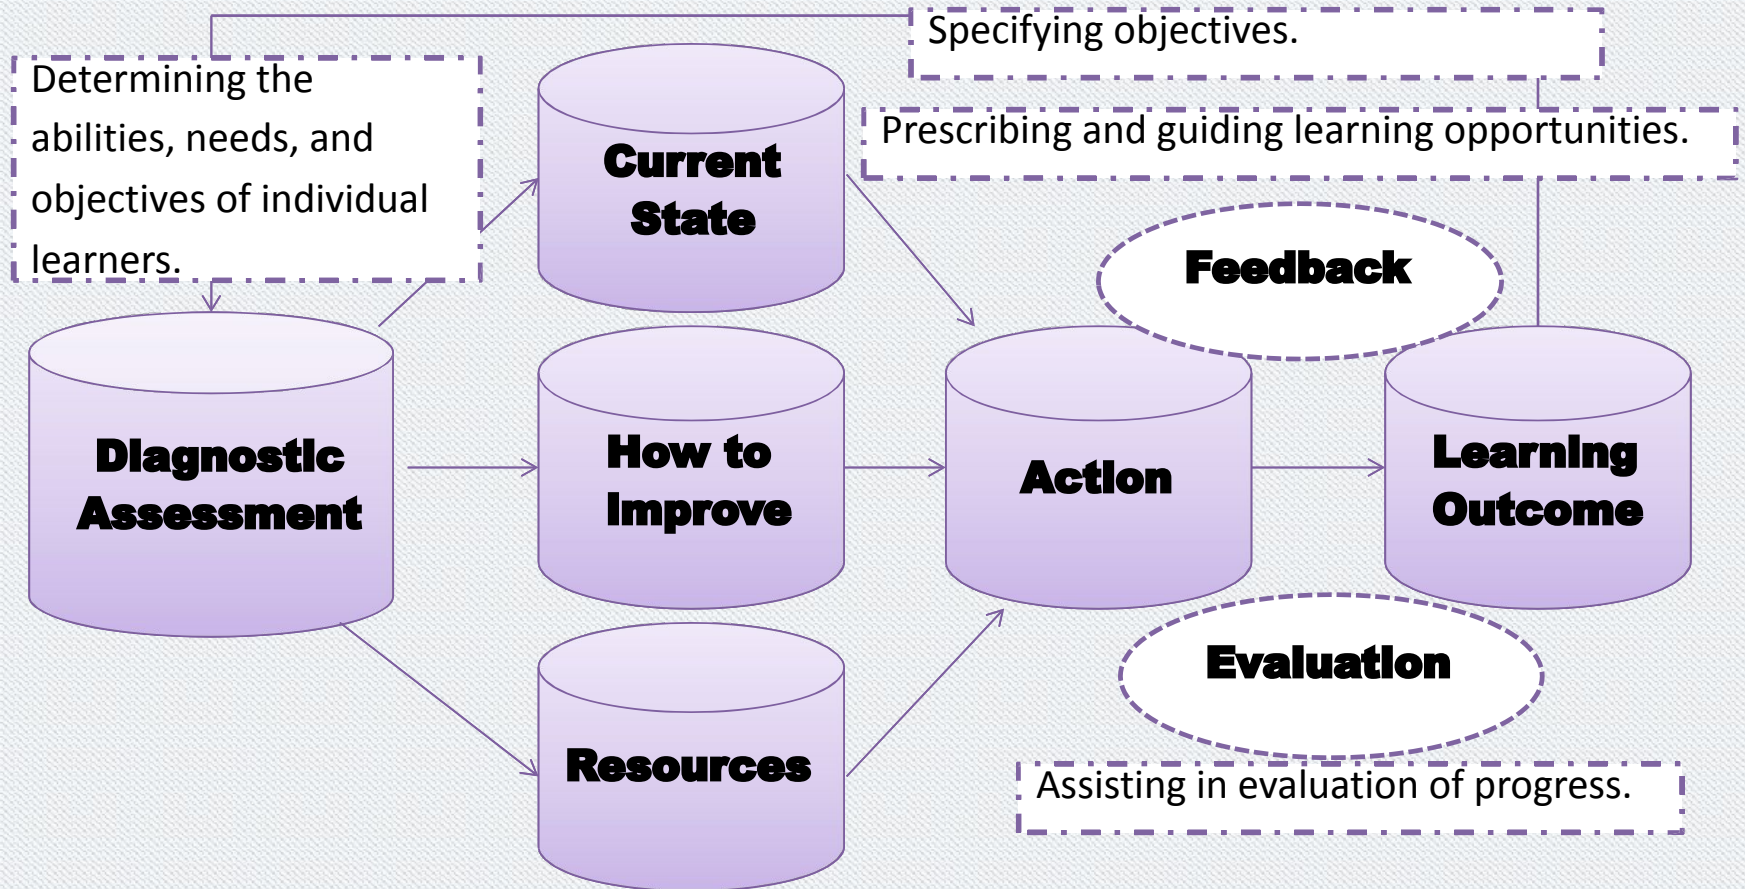 Specifying objectives.
Determining the
abilities, needs, and
objectives of individual
learners.
Prescribing and guiding learning opportunities.
Current
State
Feedback
Diagnostic
Assessment
How to
Improve
Action
Learning
Outcome
Evaluation
Resources
Assisting in evaluation of progress.